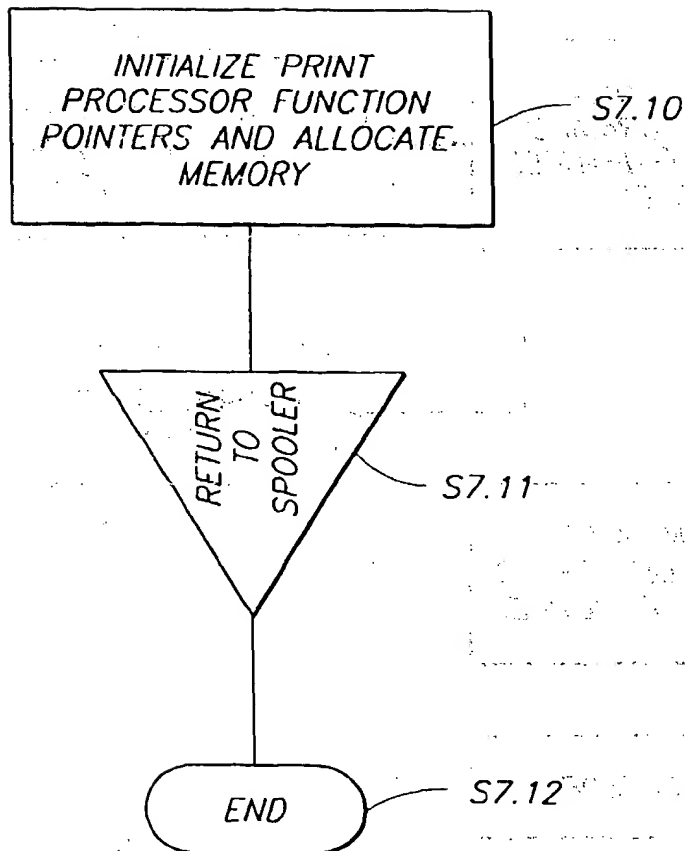 INITIALIZE PRINT
PROCESSOR FUNCTION
POINTERS AND ALLOCATE
MEMORY
S7.10
RETURN
TO
SPOOLER
S7.11
END
S7.12